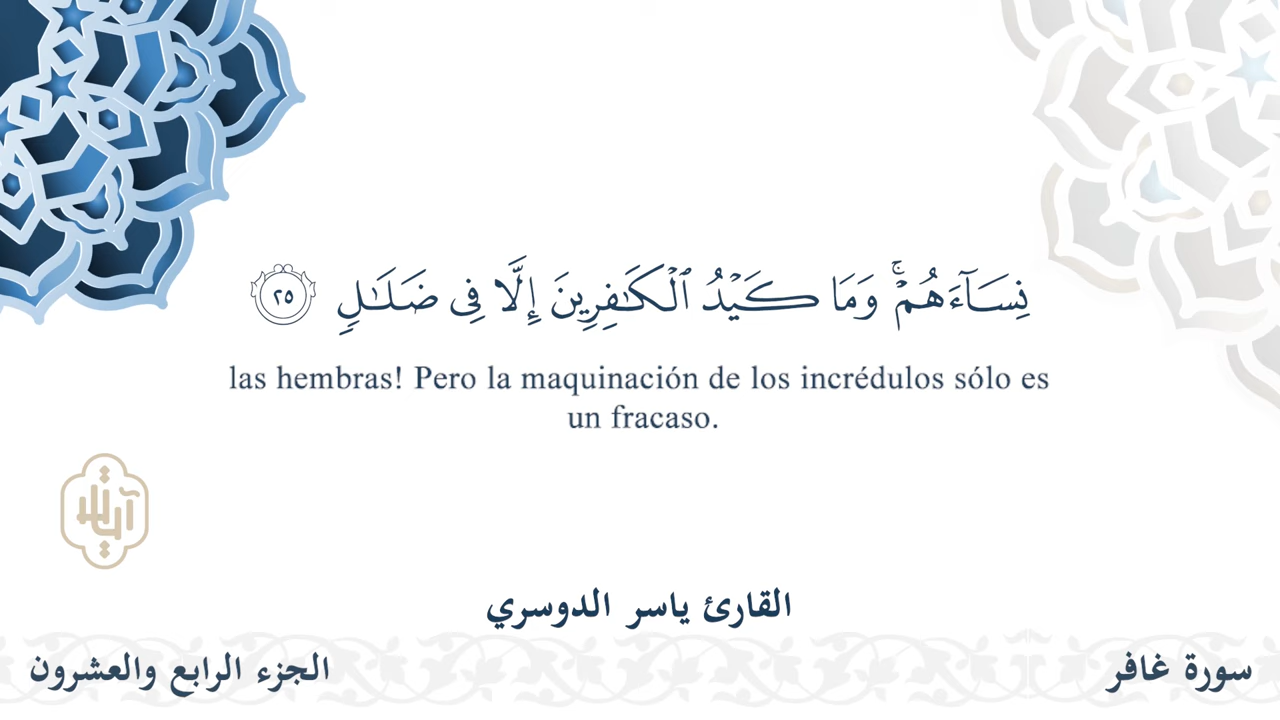 نِسَآءَهُمْۚ وَمَا كَيْدُ ٱلْكَـٰفِرِينَ إِلَّا فِى ضَلَـٰلٍ ٢٥
las hembras! Pero la maquinación de los incrédulos sólo es
un fracaso.
القارئ ياسر الدوسري
سورة غافر
الجزء الرابع والعشرون